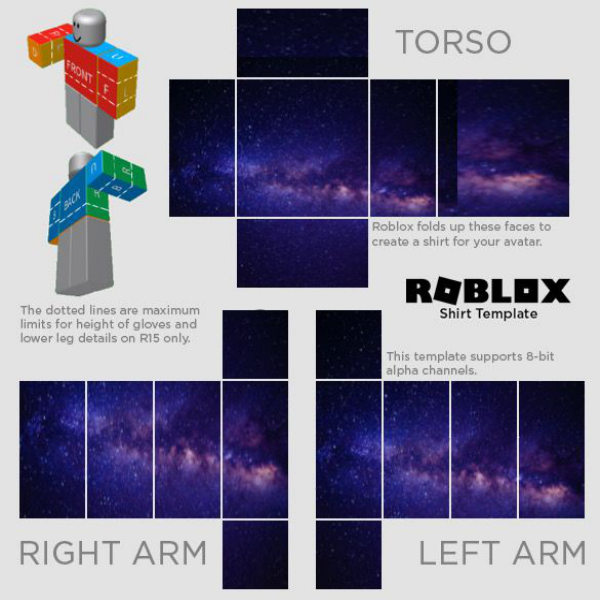 TORSO
FRONT
F
L
BACK
Roblox folds up these faces to
create a shirt for your avatar.
ROBLOX
Shirt Template
The dotted lines are maximum
limits for height of gloves and
lower leg details on R15 only.
This template supports 8-bit
alpha channels.
RIGHT ARM
LEFT ARM